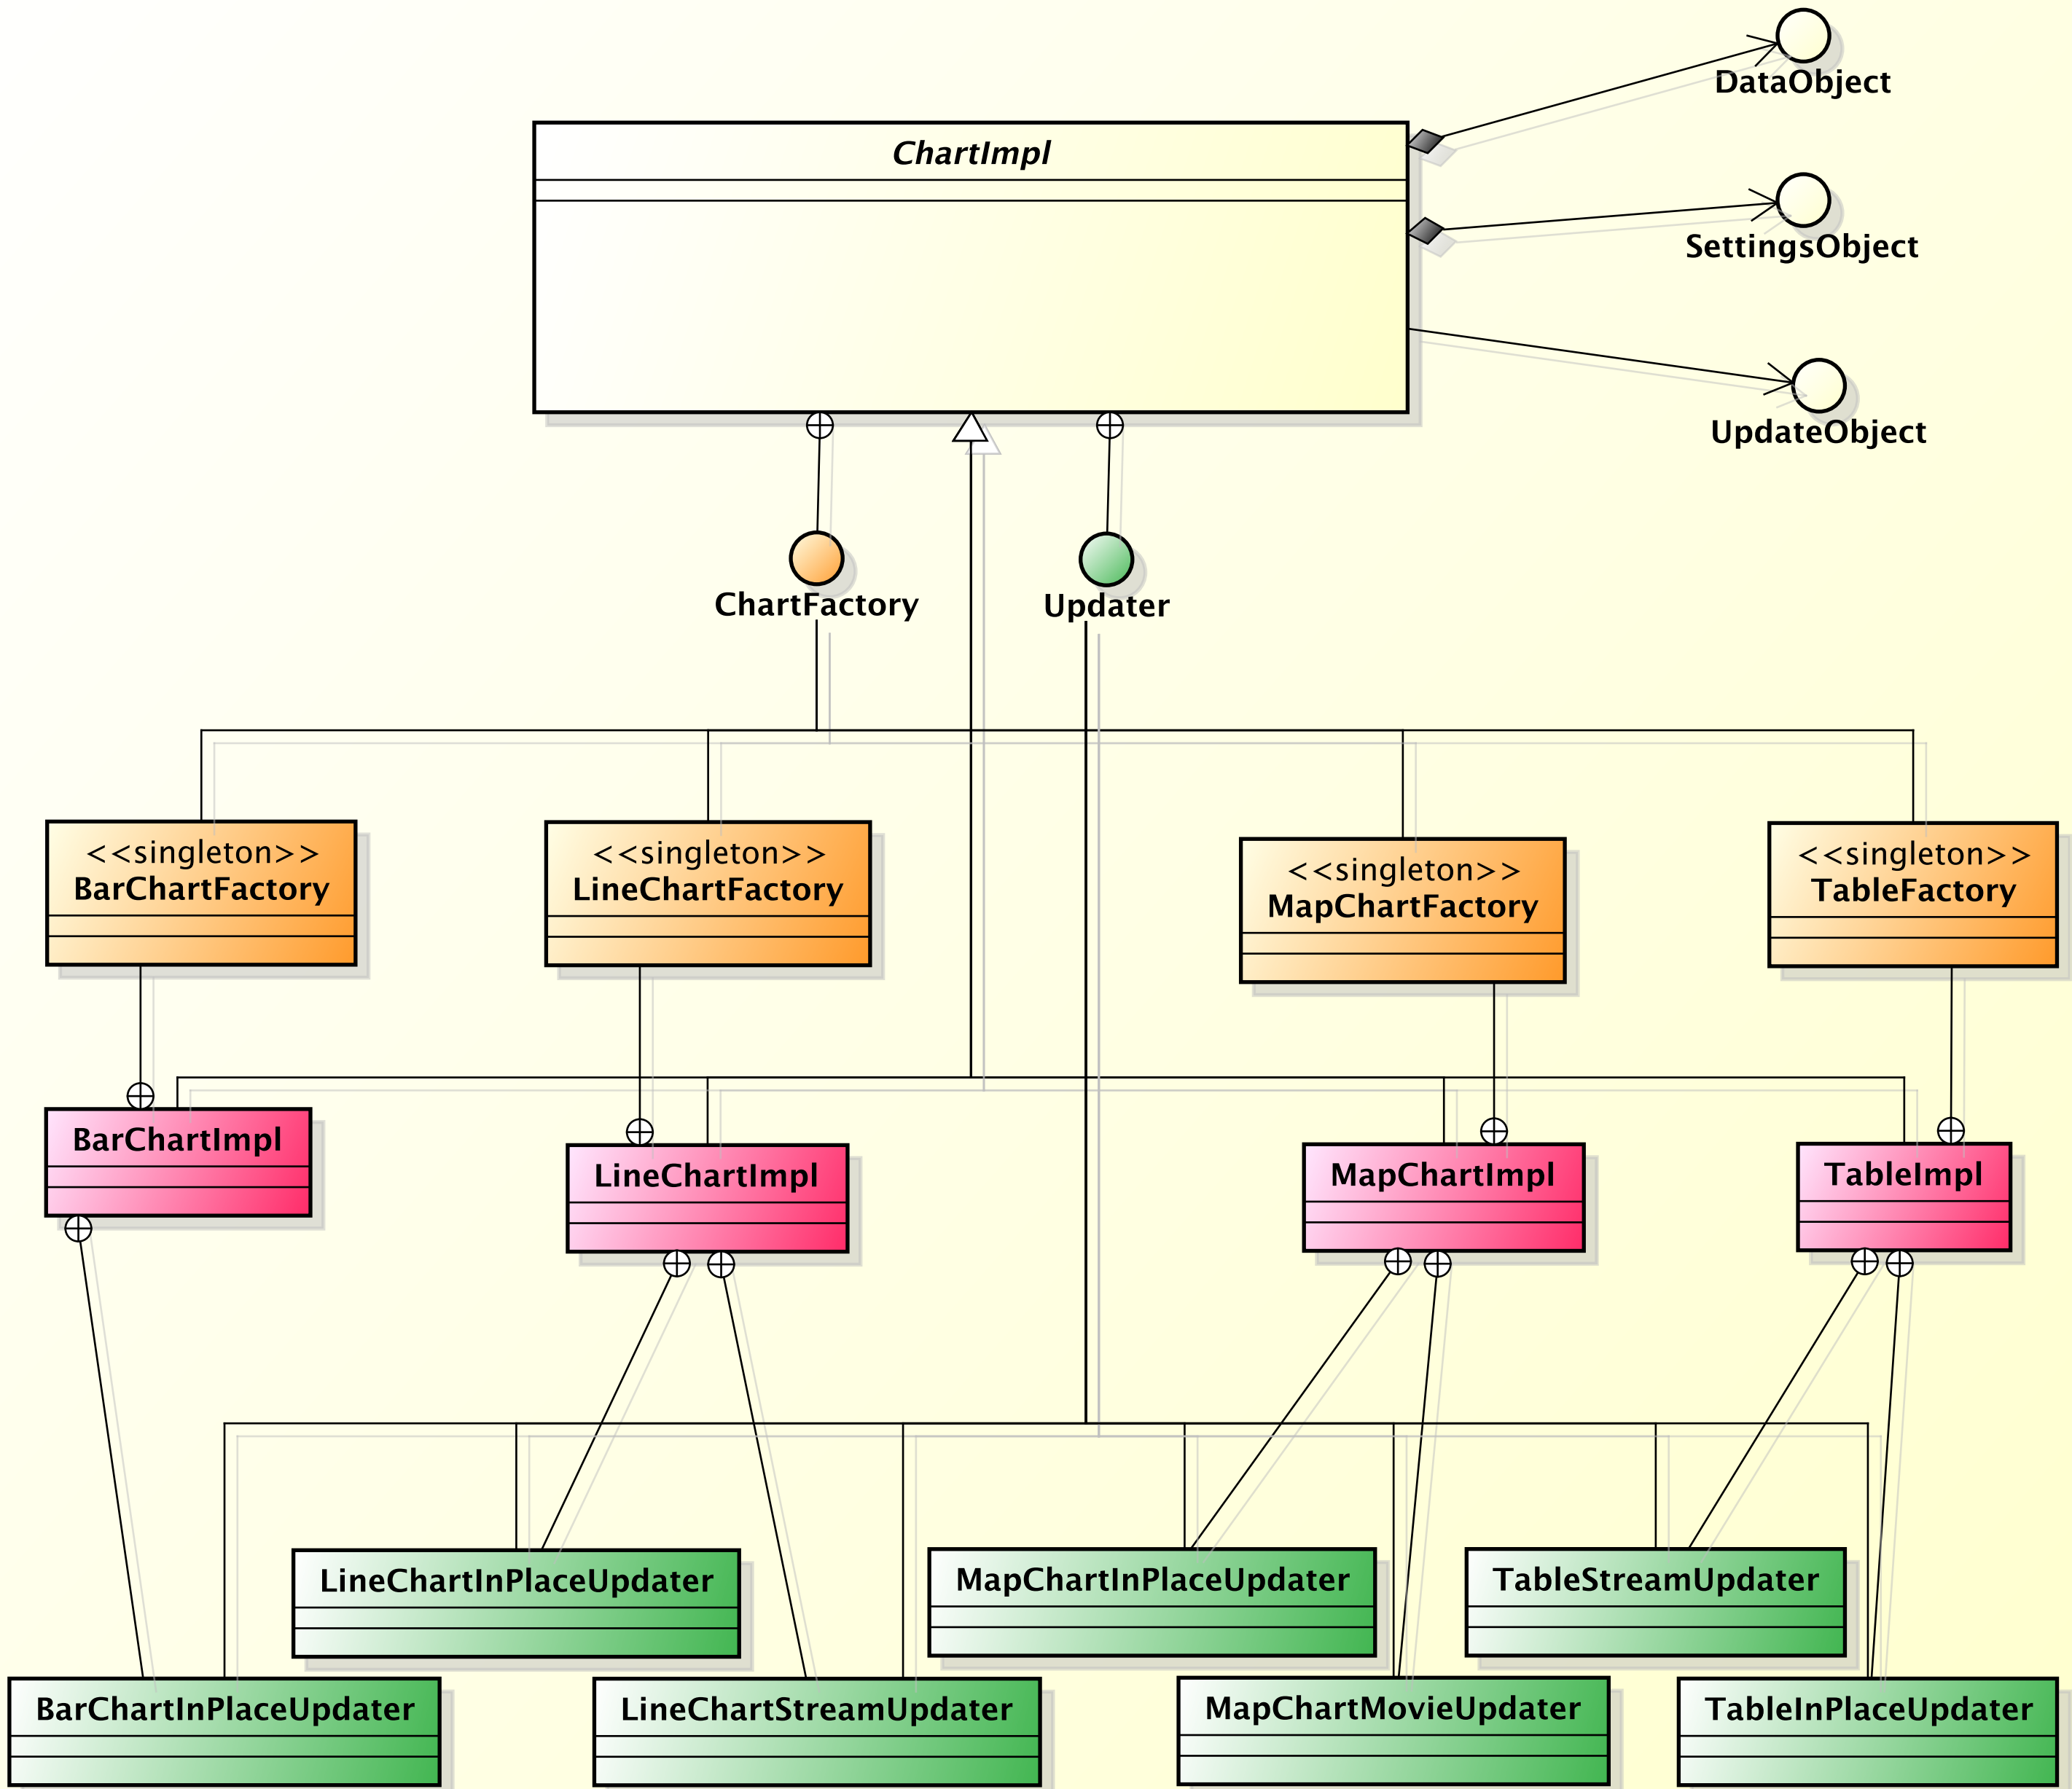 DataObject
ChartImpl
SettingsObject
UpdateObject
ChartFactory
Updater
<<singleton>>
BarChartFactory
<<singleton>>
LineChartFactory
<<singleton>>
MapChartFactory
<<singleton>>
TableFactory
BarChartImpl
LineChartImpl
MapChartImpl
TableImpl
LineChartInPlaceUpdater
MapChartInPlaceUpdater
TableStreamUpdater
BarChartInPlaceUpdater
LineChartStreamUpdater
MapChartMovieUpdater
TableInPlaceUpdater